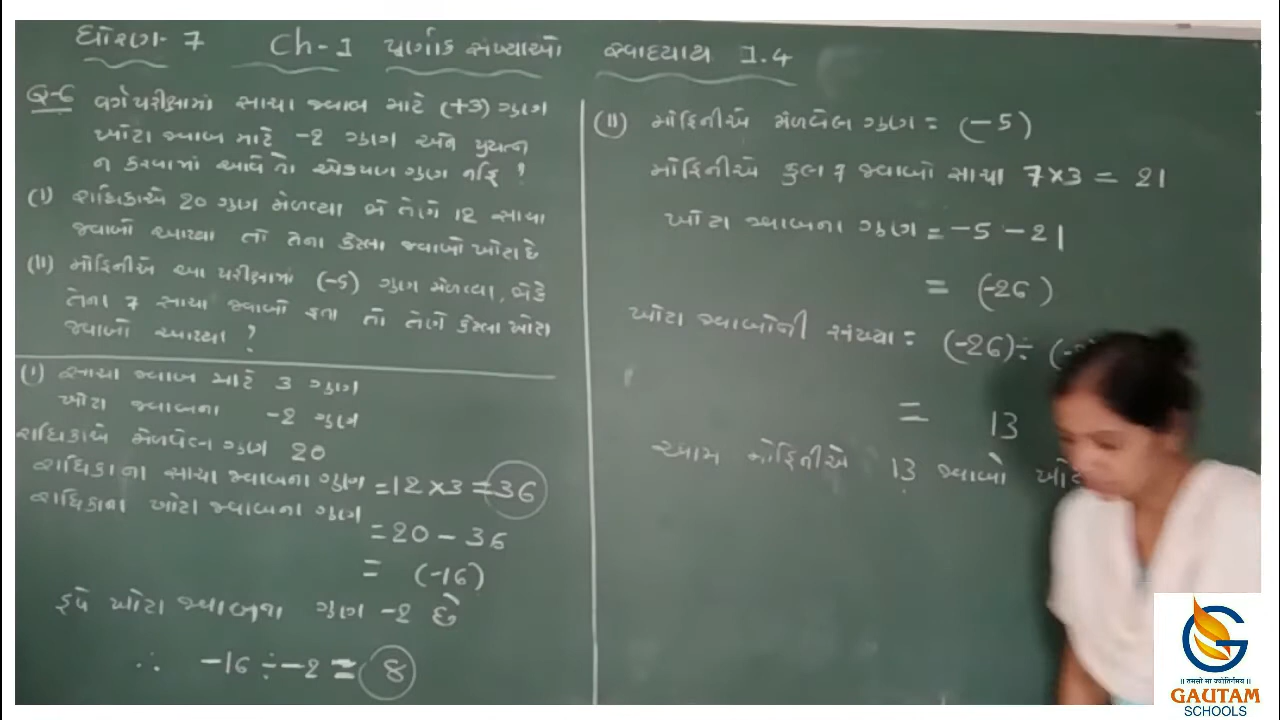 ધોરણ- 7 Ch-1 પૂર્ણાંક સંખ્યાઓ સ્વાધ્યાય 1.4
Q-6 વર્ગ પરીક્ષામાં સાચા જવાબ માટે (+3) ગુણ
ખોટા જવાબ માટે -2 ગુણ અને પ્રયત્ન
ન કરવામાં આવે તો એકપણ ગુણ નહિ !
(I) રાધિકાએ 20 ગુણ મેળવ્યા જો તેણે 12 સાચા
જવાબો આપ્યા તો તેના કેટલા જવાબો ખોટા હે
(II) મોહિનીએ આ પરીક્ષામાં (-5) ગુણ મેળવ્યા, જોકે
તેના 7 સાચા જવાબો હતા તો તેણે કેટલા ખોટા
જવાબો આપ્યા ?
(I) સાચા જવાબ માટે 3 ગુણ
ખોટા જવાબના -2 ગુણ
રાધિકાએ મેળવેલ ગુણ 20
રાધિકાના સાચા જવાબના ગુણ =12×3=36
રાધિકાના ખોટા જવાબના ગુણ
=20-36
= (-16)
હવે ખોટા જવાબના ગુણ -2 છે
∴ -16÷-2=8
(II) મોહિનીએ મેળવેલ ગુણ= (-5)
મોહિનીએ કુલ 7 જવાબો સાચા 7×3=21
ખોટા જવાબના ગુણ=-5-21
= (-26)
ખોટા જવાબોની સંખ્યા= (-26)÷
= 13
આમ મોહિનીએ 13 જવાબો
॥ तमसो मा ज्योतिर्गमय ॥
GAUTAM
SCHOOLS